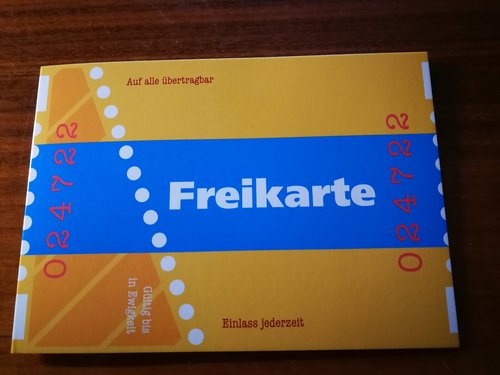 Auf alle übertragbar
024722
Freikarte
024722
Gültig bis
in Ewigkeit
Einlass jederzeit